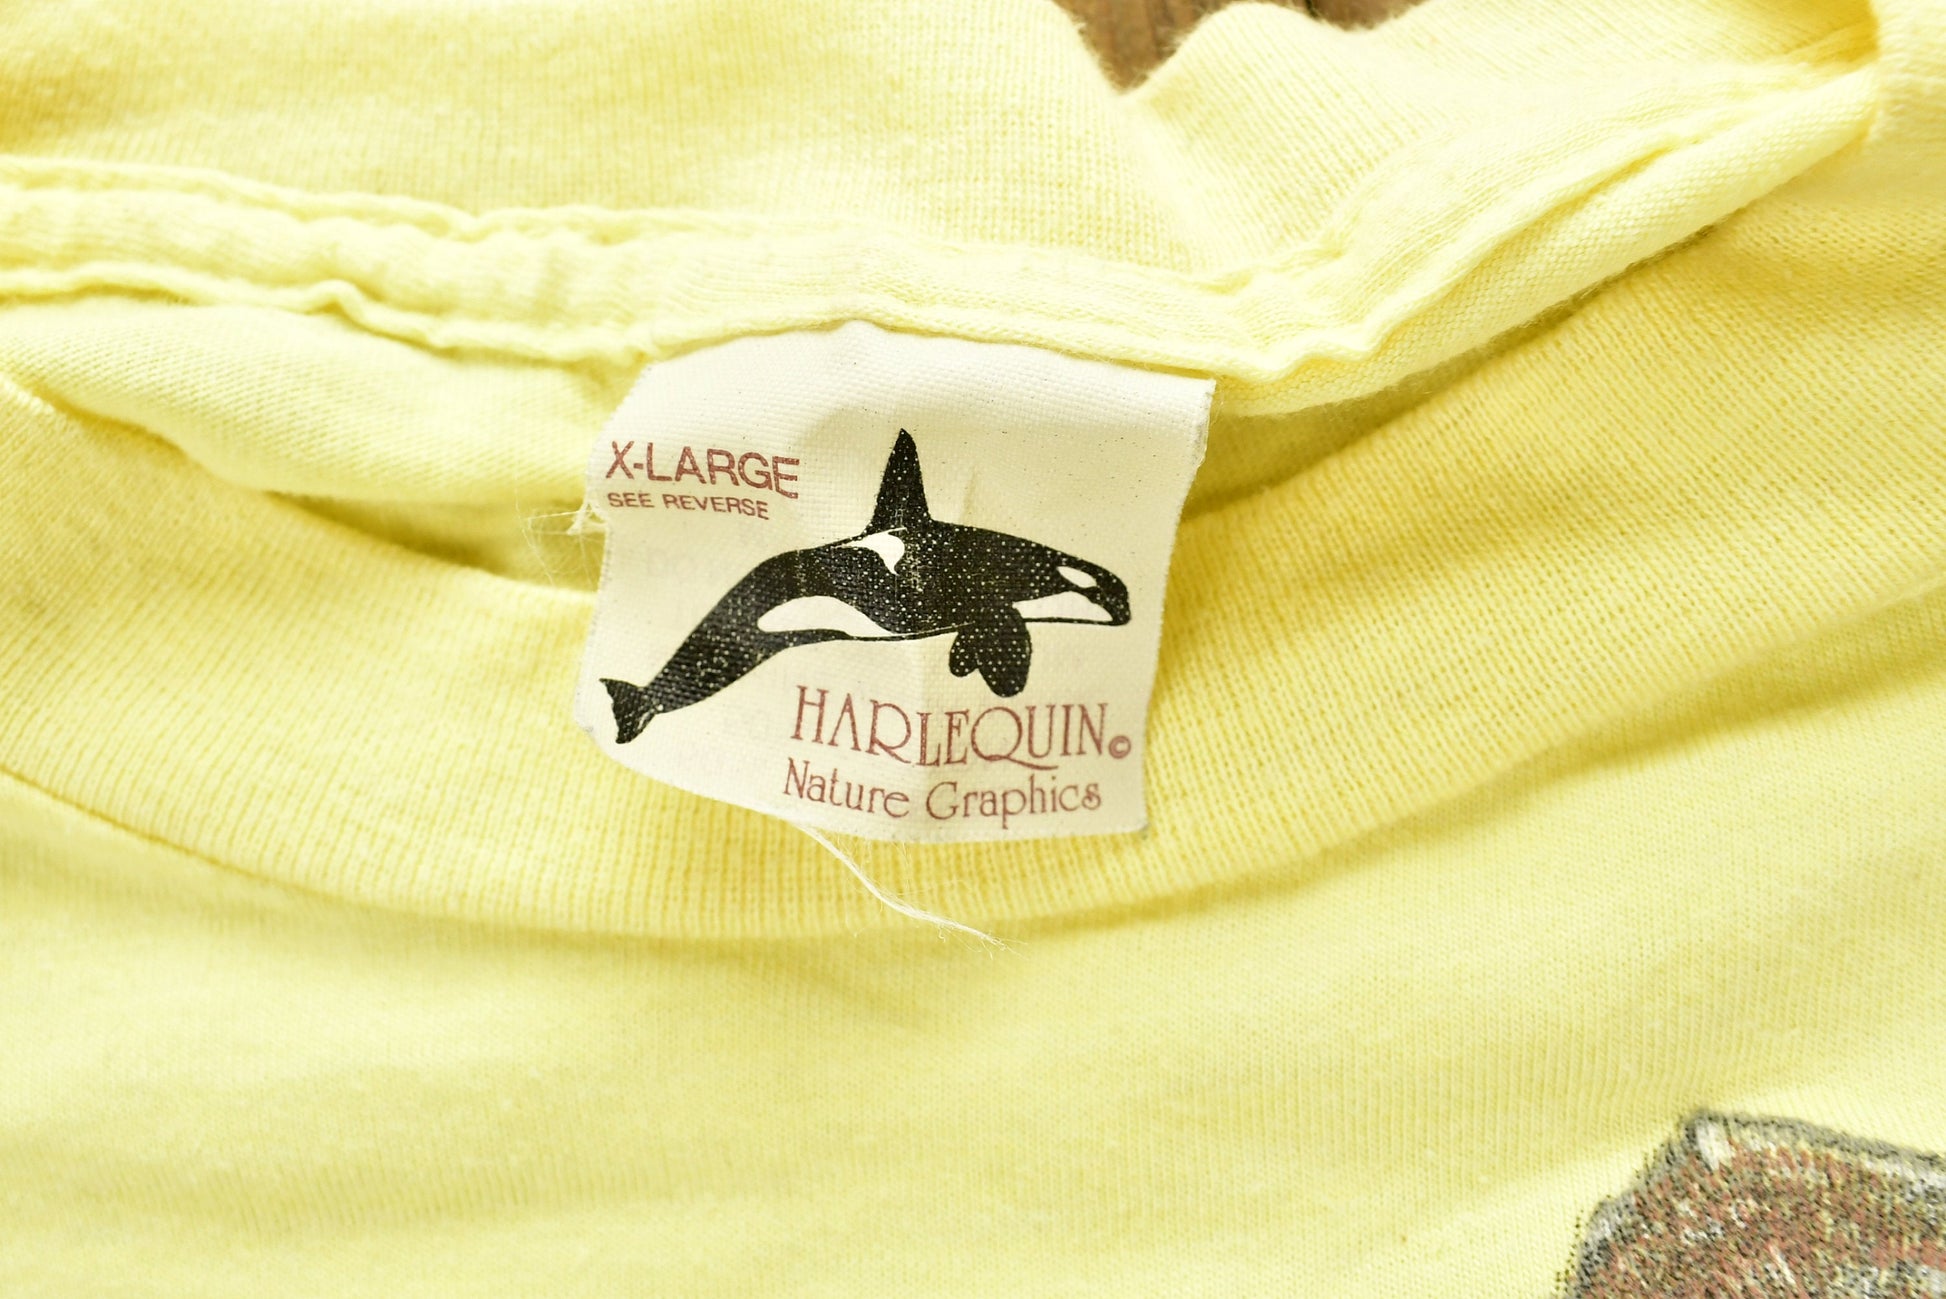 X-LARGE
SEE REVERSE
HARLEQUIN©
Nature Graphics